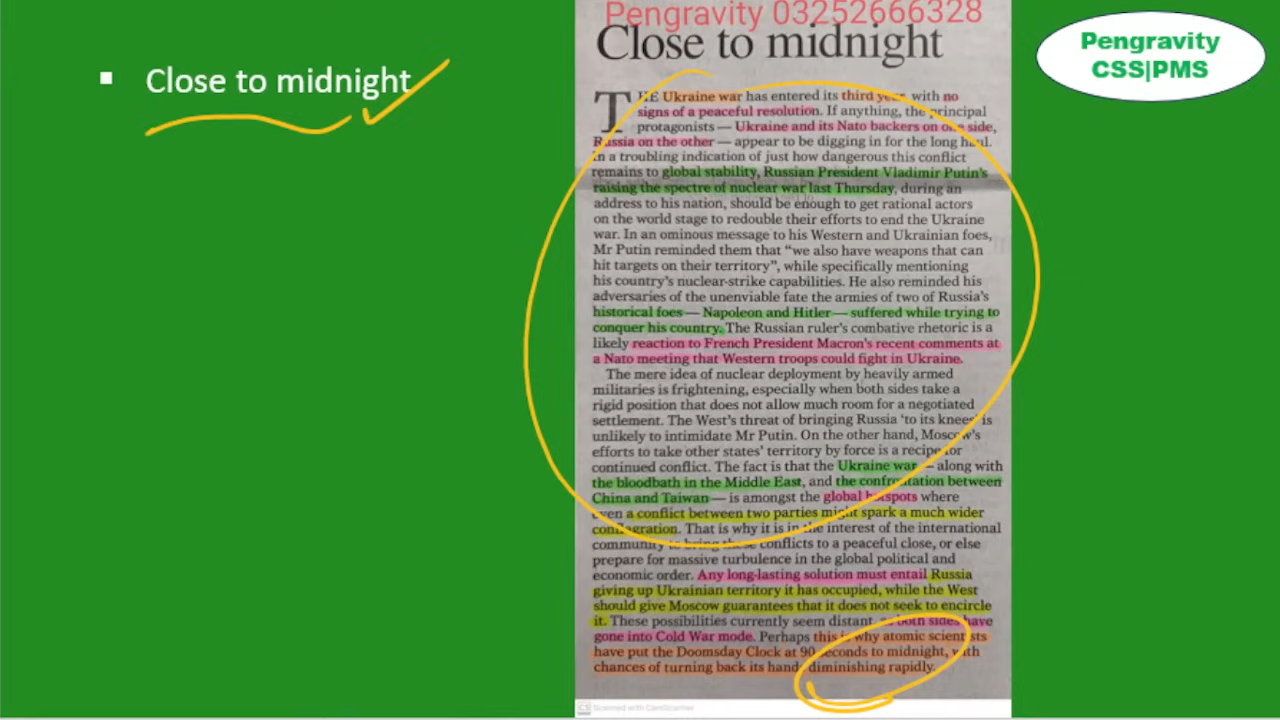 ▪ Close to midnight
Pengravity 03252666328
Pengravity
CSS|PMS
Close to midnight
THE Ukraine war has entered its third year, with no
signs of a peaceful resolution. If anything, the principal
protagonists — Ukraine and its Nato backers on one side,
Russia on the other — appear to be digging in for the long haul.
In a troubling indication of just how dangerous this conflict
remains to global stability, Russian President Vladimir Putin's
raising the spectre of nuclear war last Thursday, during an
address to his nation, should be enough to get rational actors
on the world stage to redouble their efforts to end the Ukraine
war. In an ominous message to his Western and Ukrainian foes,
Mr Putin reminded them that “we also have weapons that can
hit targets on their territory”, while specifically mentioning
his country's nuclear-strike capabilities. He also reminded his
adversaries of the unenviable fate the armies of two of Russia's
historical foes — Napoleon and Hitler — suffered while trying to
conquer his country. The Russian ruler's combative rhetoric is a
likely reaction to French President Macron's recent comments at
a Nato meeting that Western troops could fight in Ukraine.
The mere idea of nuclear deployment by heavily armed
militaries is frightening, especially when both sides take a
rigid position that does not allow much room for a negotiated
settlement. The West's threat of bringing Russia ‘to its knees’ is
unlikely to intimidate Mr Putin. On the other hand, Moscow's
efforts to take other states' territory by force is a recipe for
continued conflict. The fact is that the Ukraine war — along with
the bloodbath in the Middle East, and the confrontation between
China and Taiwan — is amongst the global hotspots where
even a conflict between two parties might spark a much wider
conflagration. That is why it is in the interest of the international
community to bring these conflicts to a peaceful close, or else
prepare for massive turbulence in the global political and
economic order. Any long-lasting solution must entail Russia
giving up Ukrainian territory it has occupied, while the West
should give Moscow guarantees that it does not seek to encircle
it. These possibilities currently seem distant, as both sides have
gone into Cold War mode. Perhaps this is why atomic scientists
have put the Doomsday Clock at 90 seconds to midnight, with
chances of turning back its hands diminishing rapidly.
CS Scanned with CamScanner